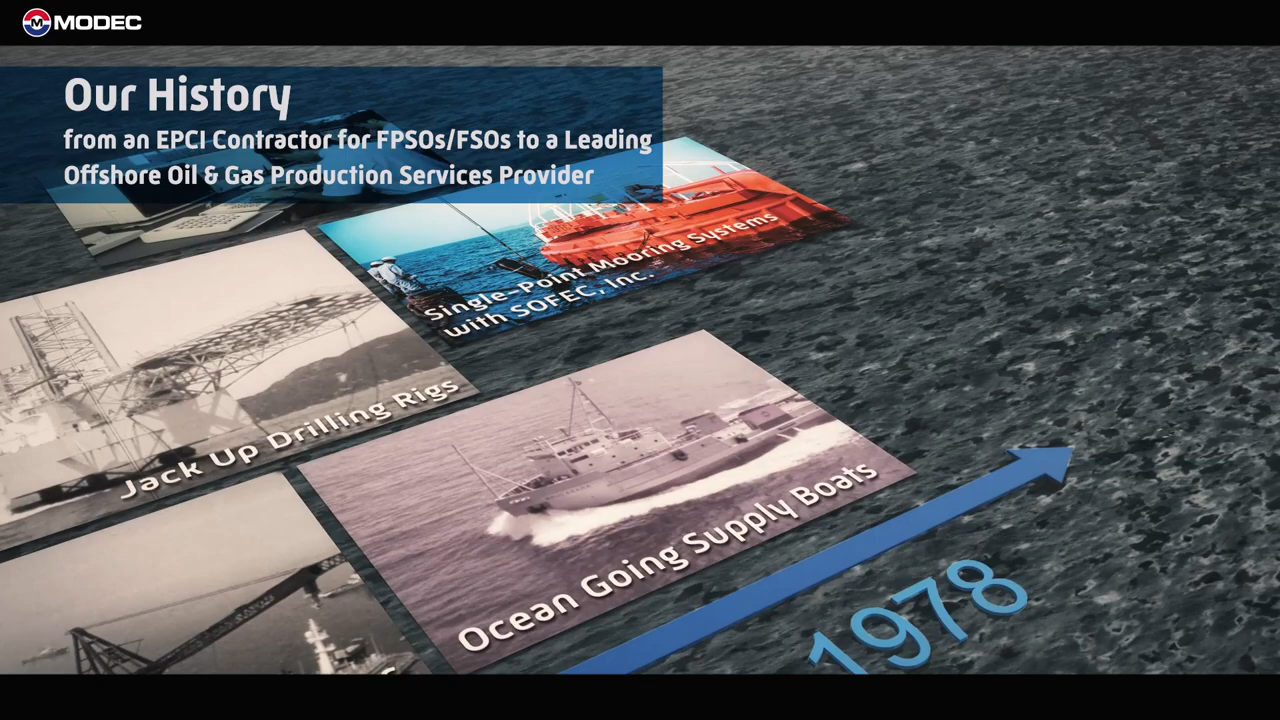 MODEC
Our History
from an EPCI Contractor for FPSOs/FSOs to a Leading
Offshore Oil & Gas Production Services Provider
Single-Point Mooring Systems
with SOFEC, Inc.
Jack Up Drilling Rigs
Ocean Going Supply Boats
1978